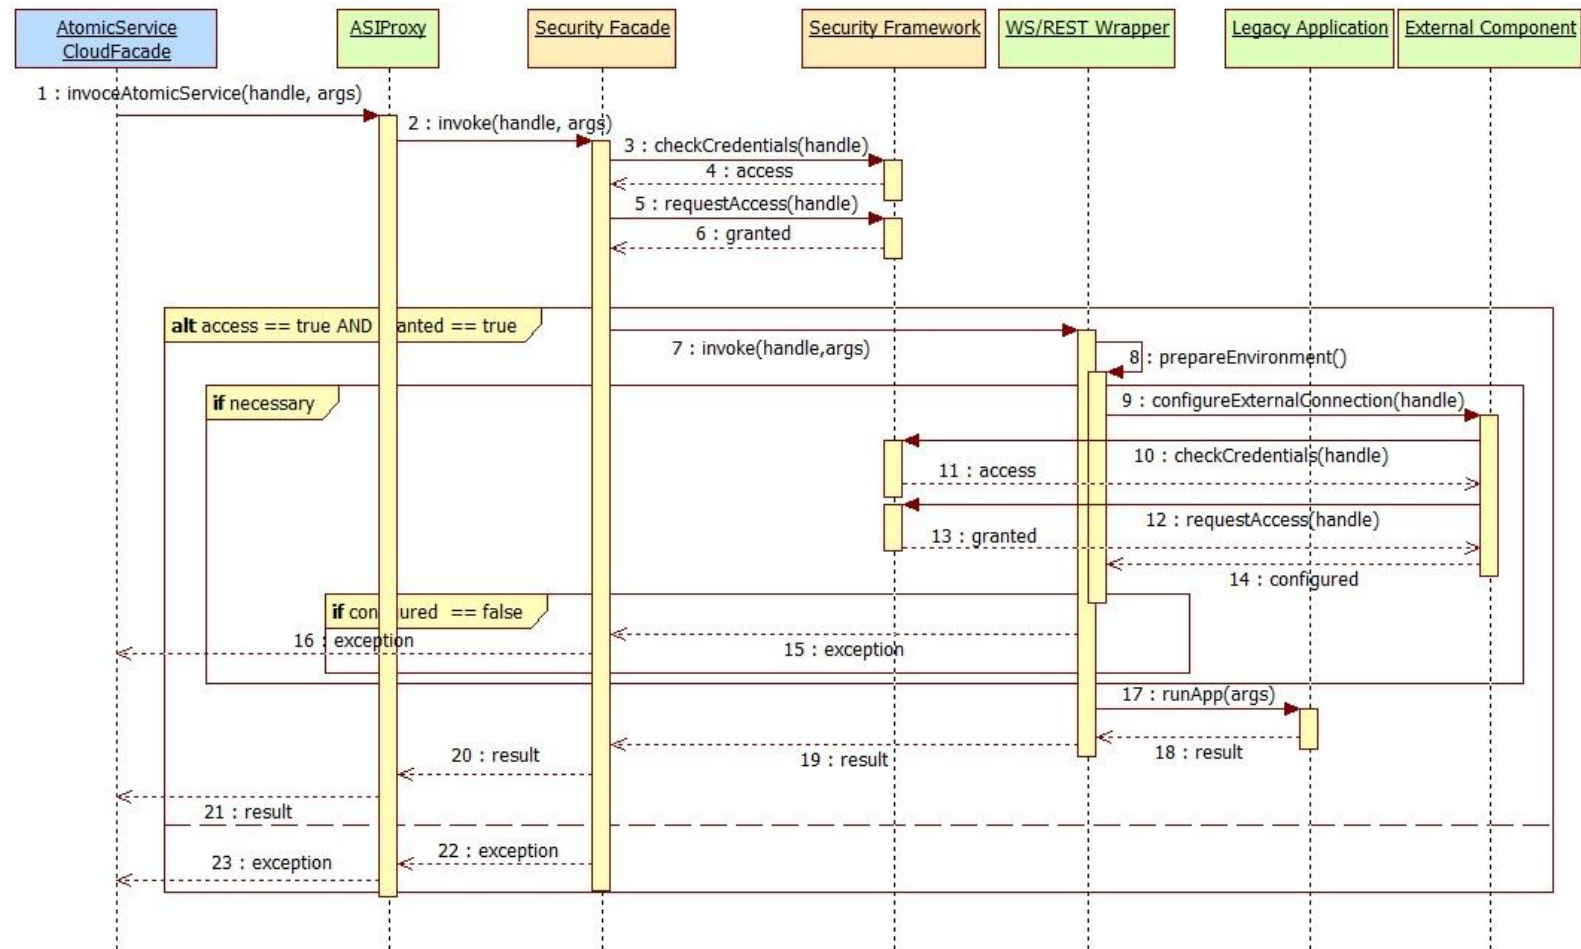 AtomicService
CloudFacade
ASIProxy
Security Facade
Security Framework
WS/REST Wrapper
Legacy Application
External Component
1 : invoceAtomicService(handle, args)
2 : invoke(handle, args)
3 : checkCredentials(handle)
4 : access
5 : requestAccess(handle)
6 : granted
alt access == true AND anted == true
7 : invoke(handle,args)
8 : prepareEnvironment()
if necessary
9 : configureExternalConnection(handle)
10 : checkCredentials(handle)
11 : access
12 : requestAccess(handle)
13 : granted
14 : configured
if con ured == false
16 : exception
15 : exception
17 : runApp(args)
18 : result
19 : result
20 : result
21 : result
22 : exception
23 : exception